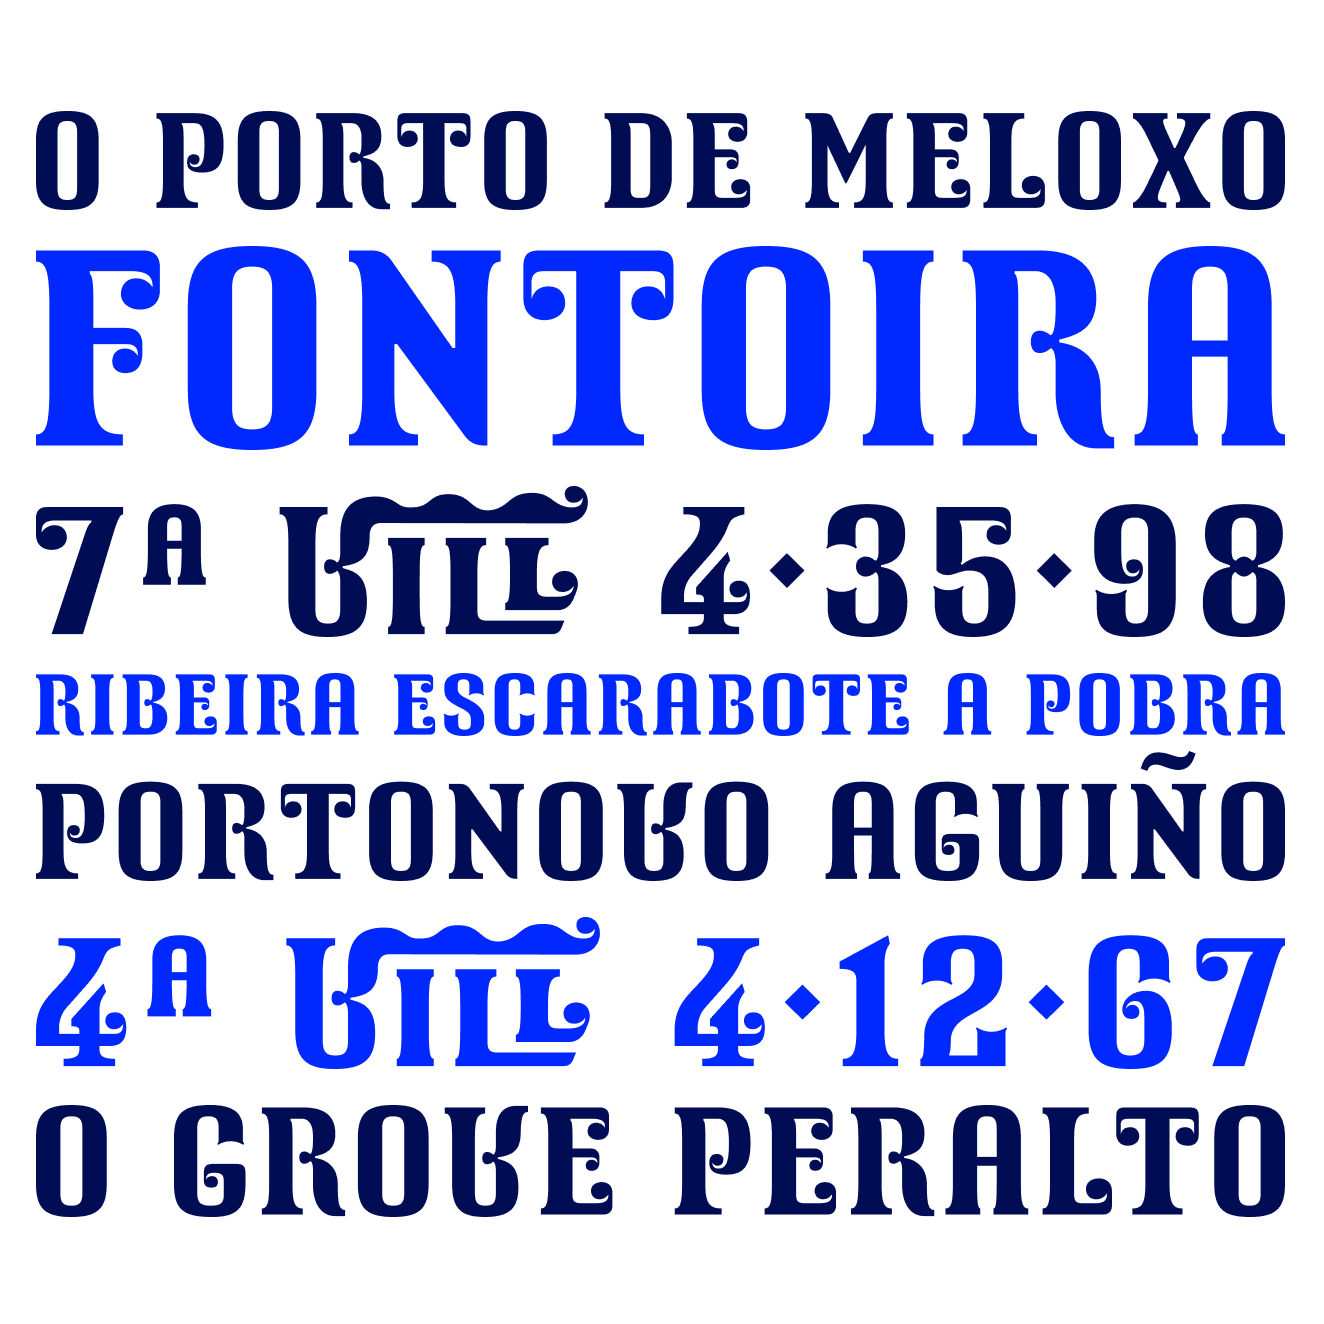 O PORTO DE MELOXO
FONTOIRA
7ª VILL 4·35·98
RIBEIRA ESCARABOTE A POBRA
PORTONOVO AGUIÑO
4ª VILL 4·12·67
O GROVE PERALTO